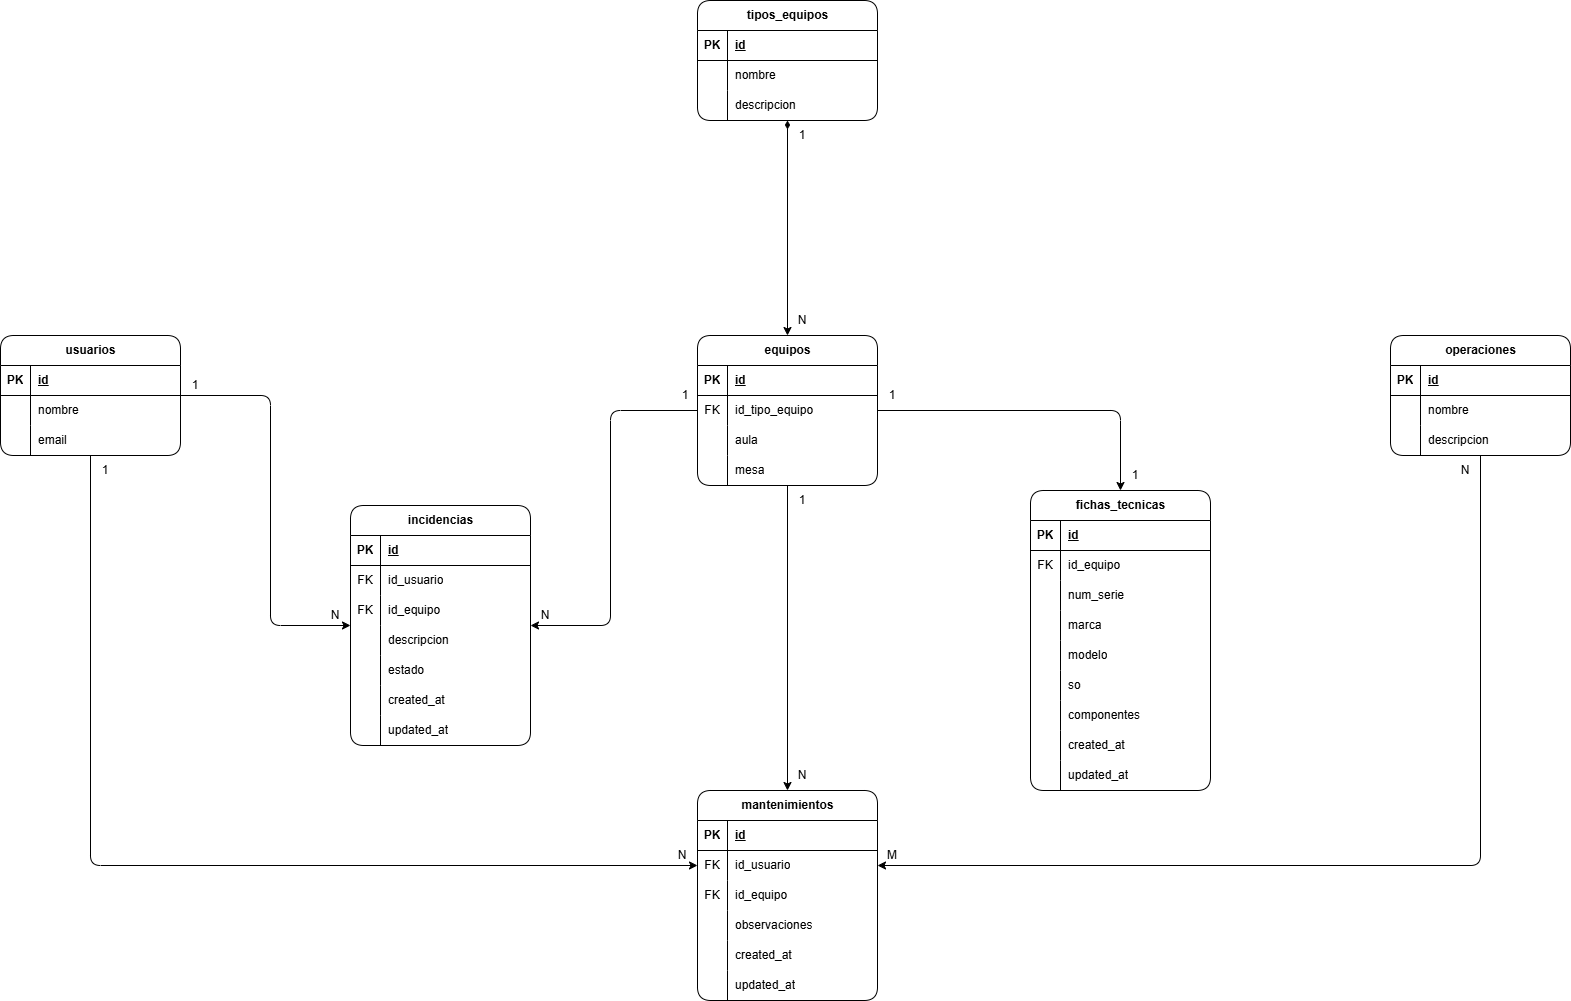 tipos_equipos
PK id
nombre
descripcion
1
N
usuarios
PK id
nombre
email
1
1
equipos
PK id
FK id_tipo_equipo
aula
mesa
1
1
1
operaciones
PK id
nombre
descripcion
N
incidencias
PK id
FK id_usuario
FK id_equipo
descripcion
estado
created_at
updated_at
N
N
1
fichas_tecnicas
PK id
FK id_equipo
num_serie
marca
modelo
so
componentes
created_at
updated_at
N
mantenimientos
PK id
FK id_usuario
FK id_equipo
observaciones
created_at
updated_at
N
M